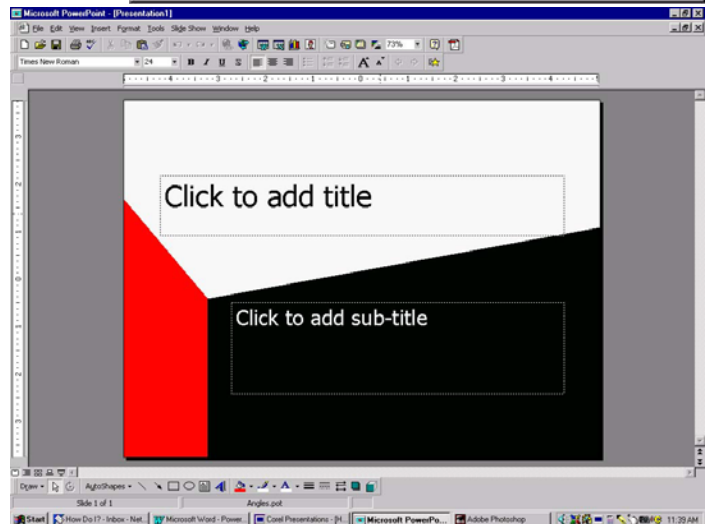 Microsoft PowerPoint - [Presentation1]
File Edit View Insert Format Tools Slide Show Window Help
73%
Times New Roman 24 B I U S
Click to add title
Click to add sub-title
Draw AutoShapes
Slide 1 of 1 Angles.pot
Start How Do I? - Inbox - Net... Microsoft Word - Power... Corel Presentations - [H... Microsoft PowerPo... Adobe Photoshop 11:39 AM